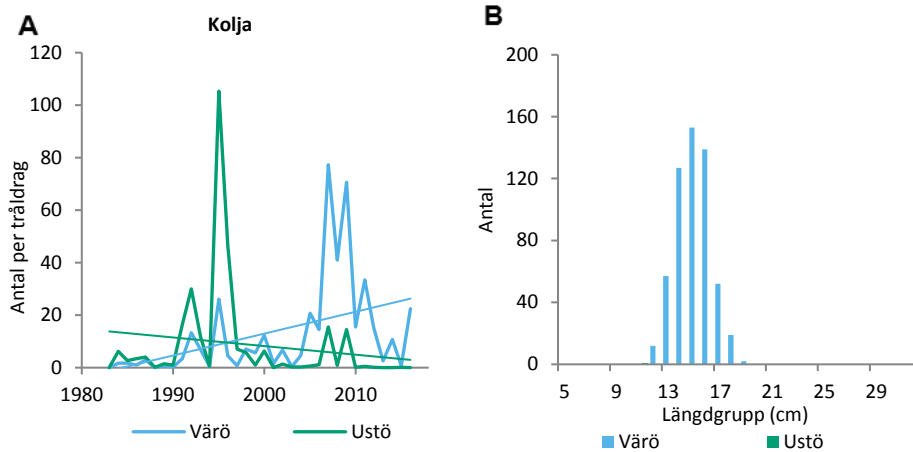 A
Kolja
Antal per tråldrag
120
100
80
60
40
20
0
1980 1990 2000 2010
Värö Ustö
B
Antal
200
160
120
80
40
0
5 9 13 17 21 25 29
Längdgrupp (cm)
Värö Ustö